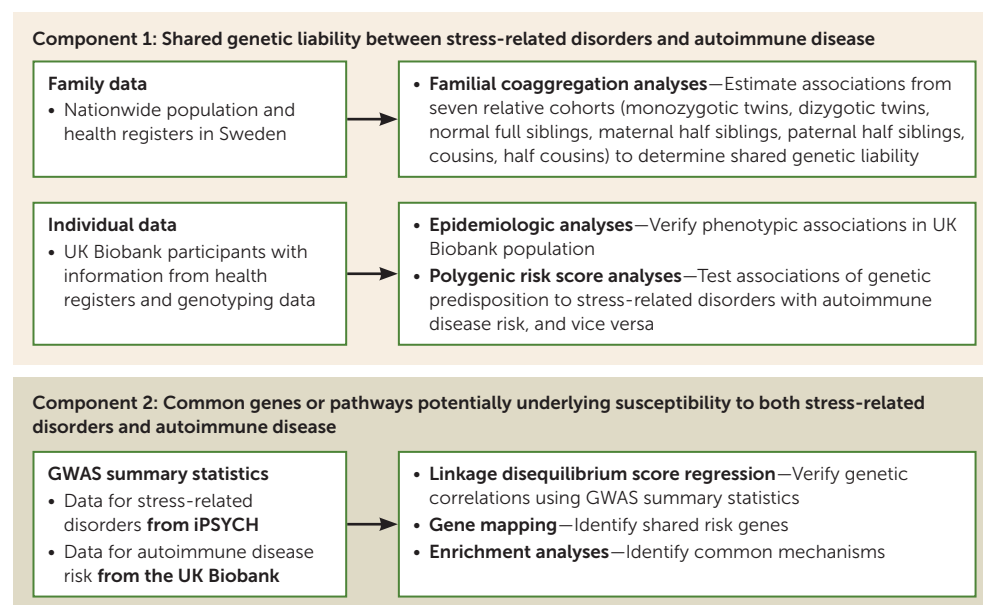 Component 1: Shared genetic liability between stress-related disorders and autoimmune disease
Family data
• Nationwide population and
health registers in Sweden
• Familial coaggregation analyses—Estimate associations from
seven relative cohorts (monozygotic twins, dizygotic twins,
normal full siblings, maternal half siblings, paternal half siblings,
cousins, half cousins) to determine shared genetic liability
Individual data
• UK Biobank participants with
information from health
registers and genotyping data
• Epidemiologic analyses—Verify phenotypic associations in UK
Biobank population
• Polygenic risk score analyses—Test associations of genetic
predisposition to stress-related disorders with autoimmune
disease risk, and vice versa
Component 2: Common genes or pathways potentially underlying susceptibility to both stress-related
disorders and autoimmune disease
GWAS summary statistics
• Data for stress-related
disorders from iPSYCH
• Data for autoimmune disease
risk from the UK Biobank
• Linkage disequilibrium score regression—Verify genetic
correlations using GWAS summary statistics
• Gene mapping—Identify shared risk genes
• Enrichment analyses—Identify common mechanisms